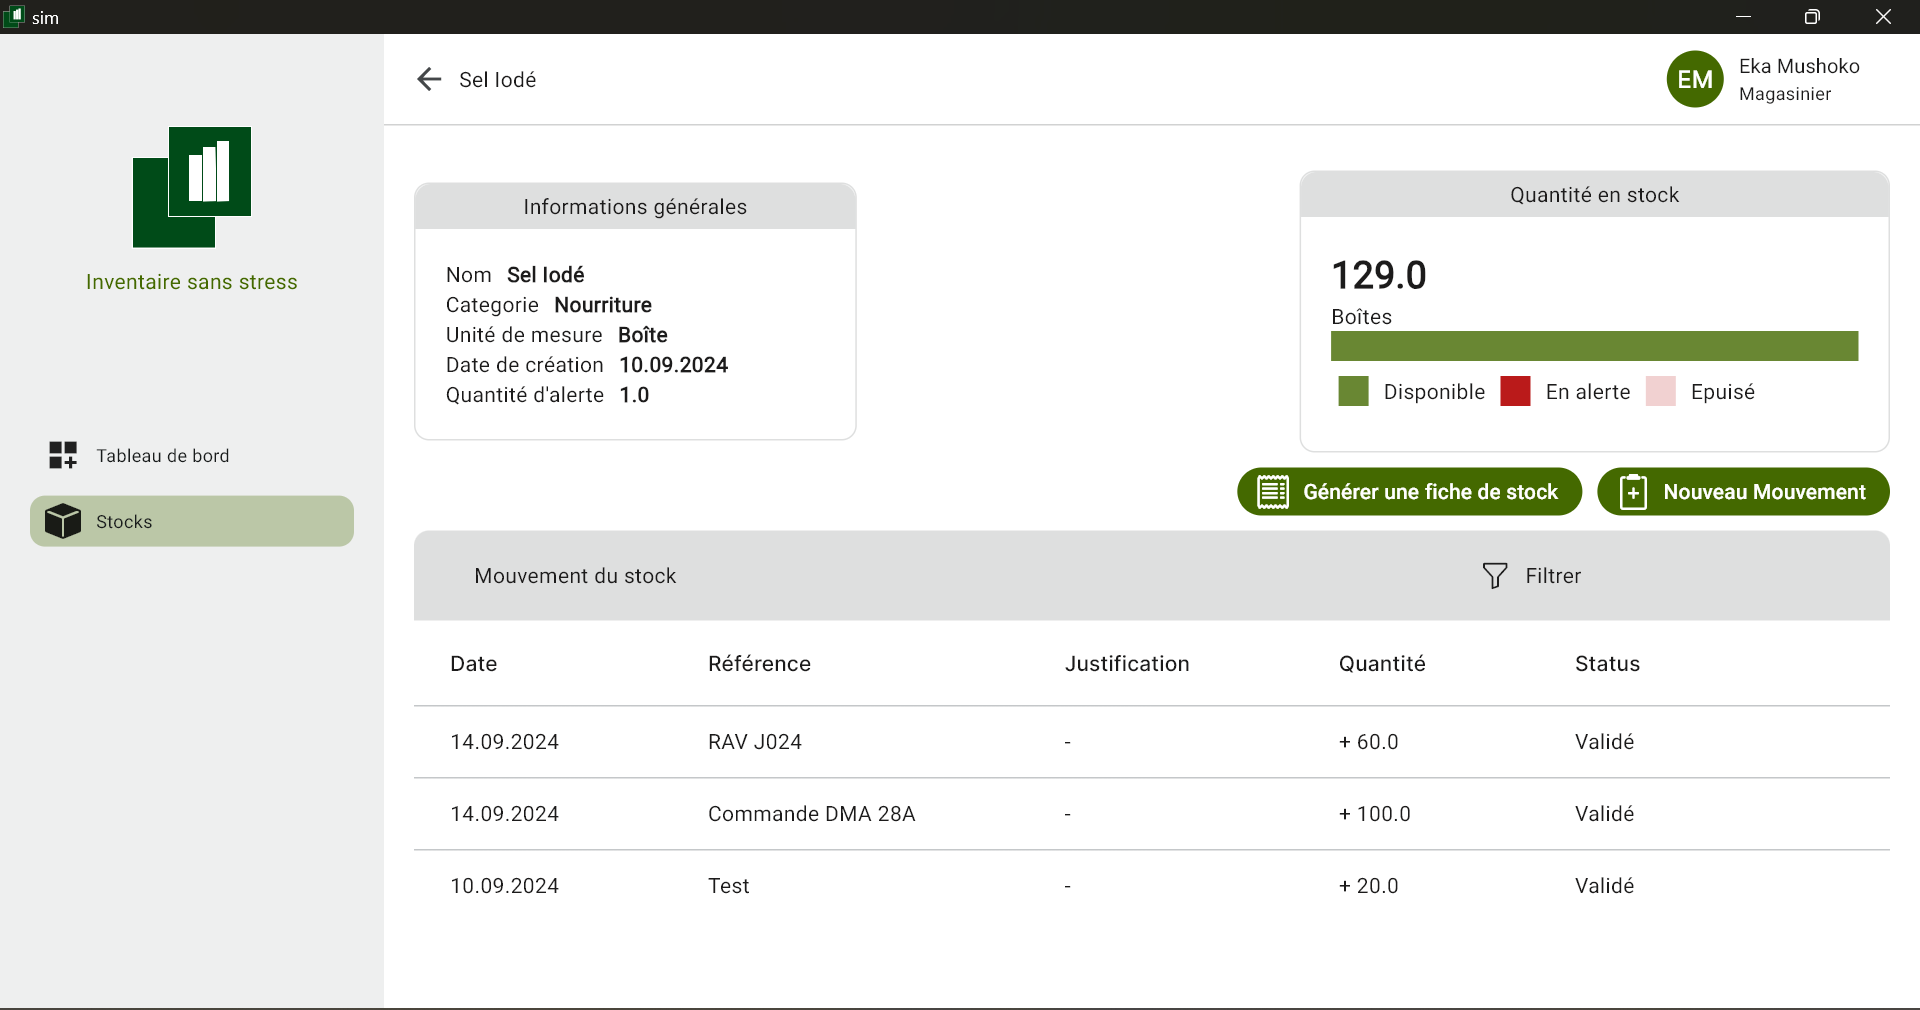 sim
Sel Iodé
EM
Eka Mushoko
Magasinier
Inventaire sans stress
Tableau de bord
Stocks
Informations générales
Nom Sel Iodé
Categorie Nourriture
Unité de mesure Boîte
Date de création 10.09.2024
Quantité d'alerte 1.0
Quantité en stock
129.0
Boîtes
Disponible En alerte Epuisé
Générer une fiche de stock Nouveau Mouvement
Mouvement du stock Filtrer
Date Référence Justification Quantité Status
14.09.2024 RAV J024 - + 60.0 Validé
14.09.2024 Commande DMA 28A - + 100.0 Validé
10.09.2024 Test - + 20.0 Validé